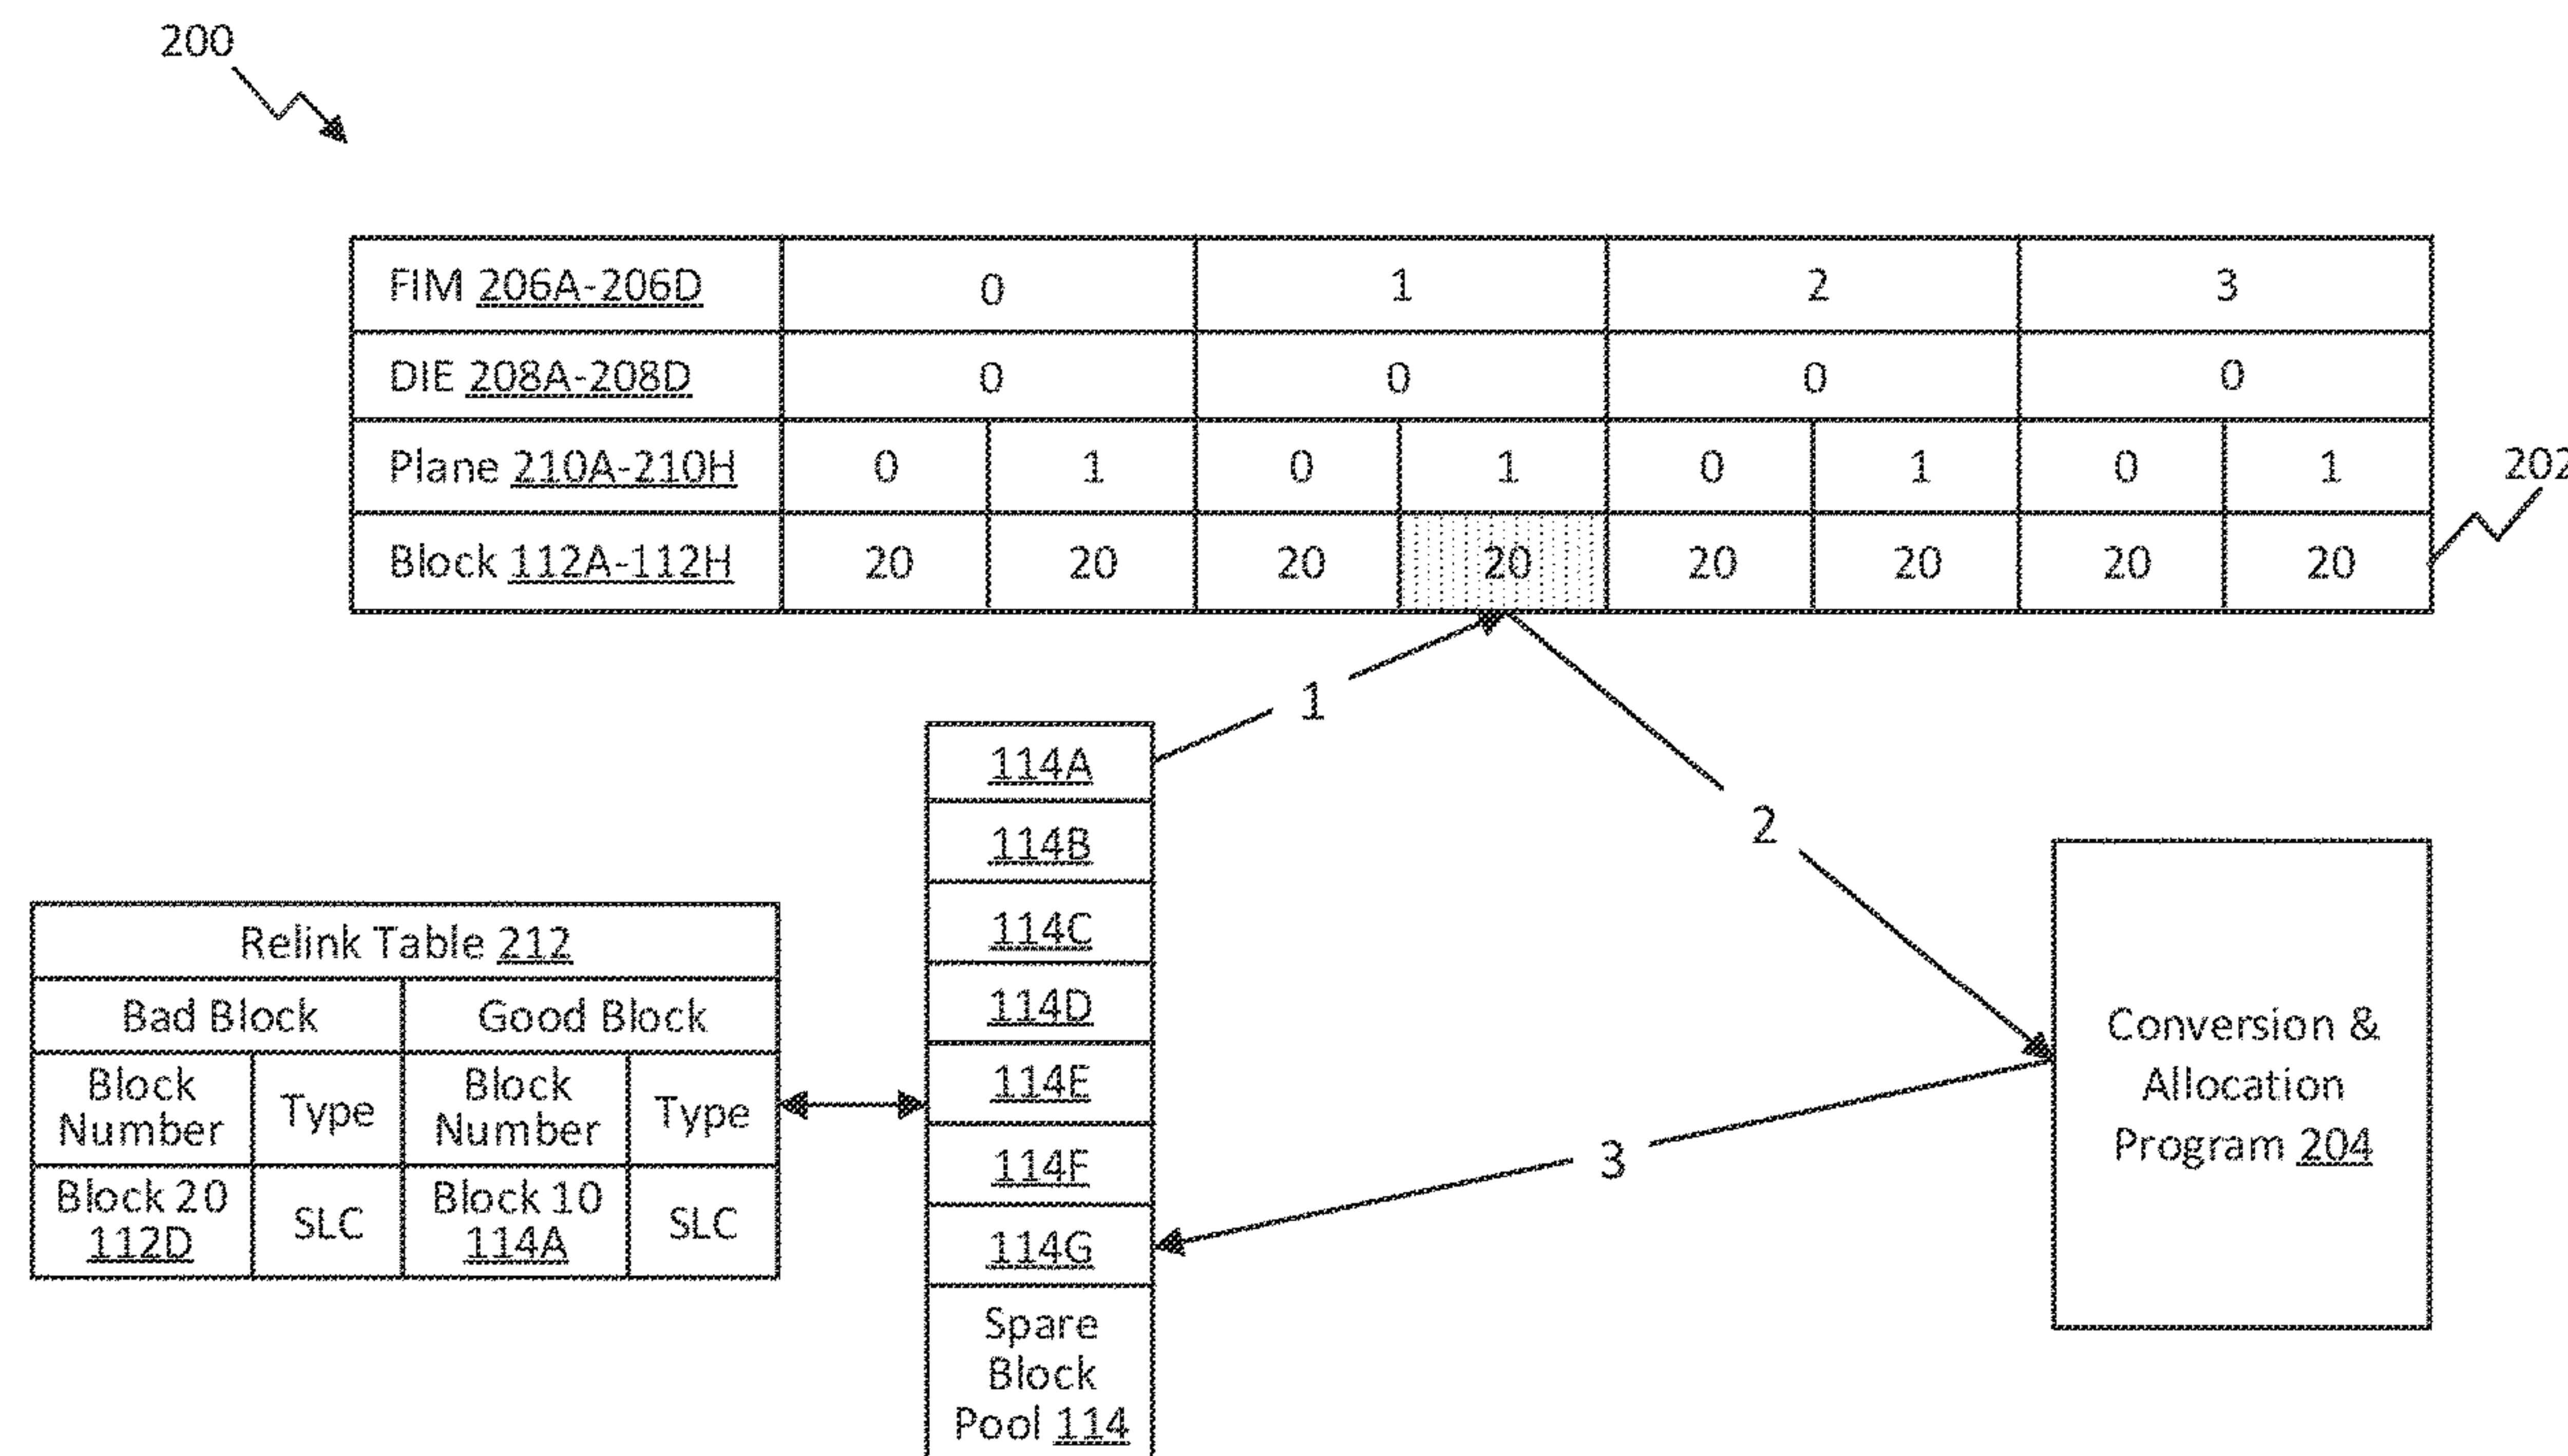 200
FIM 206A-206D 0 1 2 3
DIE 208A-208D 0 0 0 0
Plane 210A-210H 0 1 0 1 0 1 0 1
202
Block 112A-112H 20 20 20 20 20 20 20 20
1
2
3
114A
114B
114C
114D
114E
114F
114G
Spare
Block
Pool 114
Relink Table 212
Bad Block Good Block
Block
Number
Type
Block
Number
Type
Block 20
112D
SLC
Block 10
114A
SLC
Conversion &
Allocation
Program 204